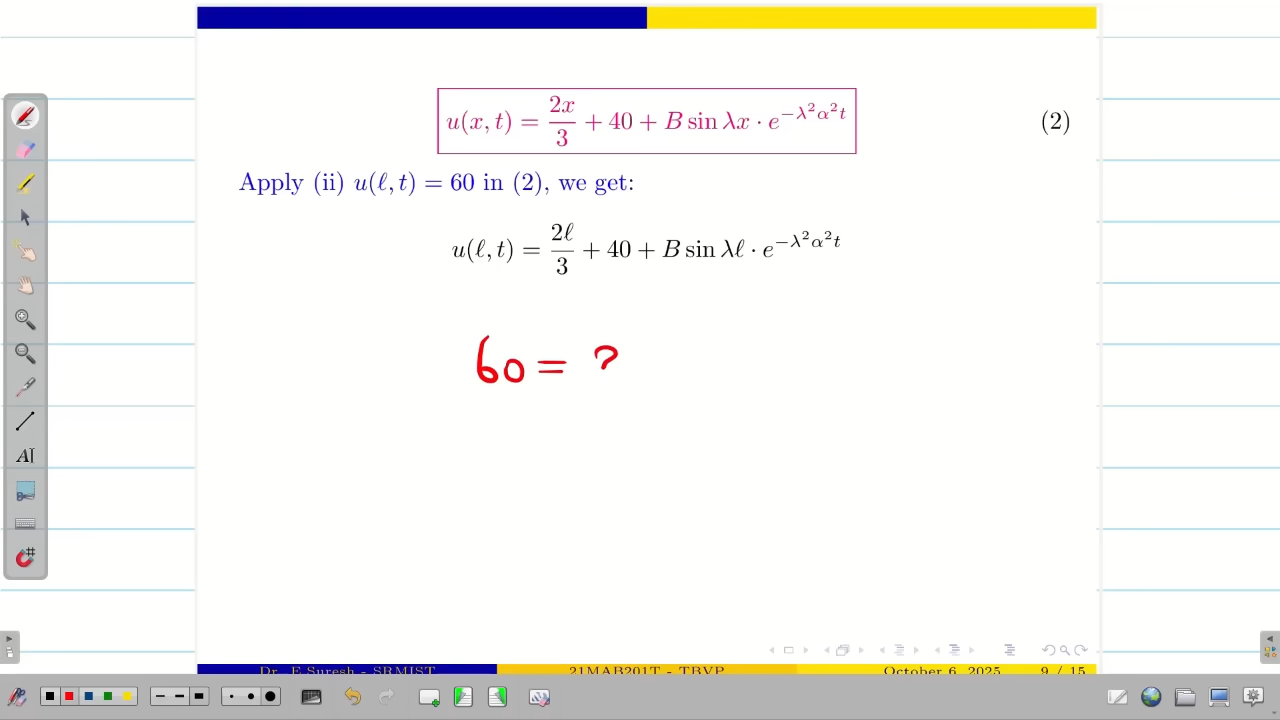 u(x, t) = 2x/3 + 40 + B sin λx · e^{−λ²α²t} (2)
Apply (ii) u(ℓ, t) = 60 in (2), we get:
u(ℓ, t) = 2ℓ/3 + 40 + B sin λℓ · e^{−λ²α²t}
60 = ?
AI
Dr. E Suresh - SRMIST 21MAB201T - TBVP October 6, 2025 9 / 15